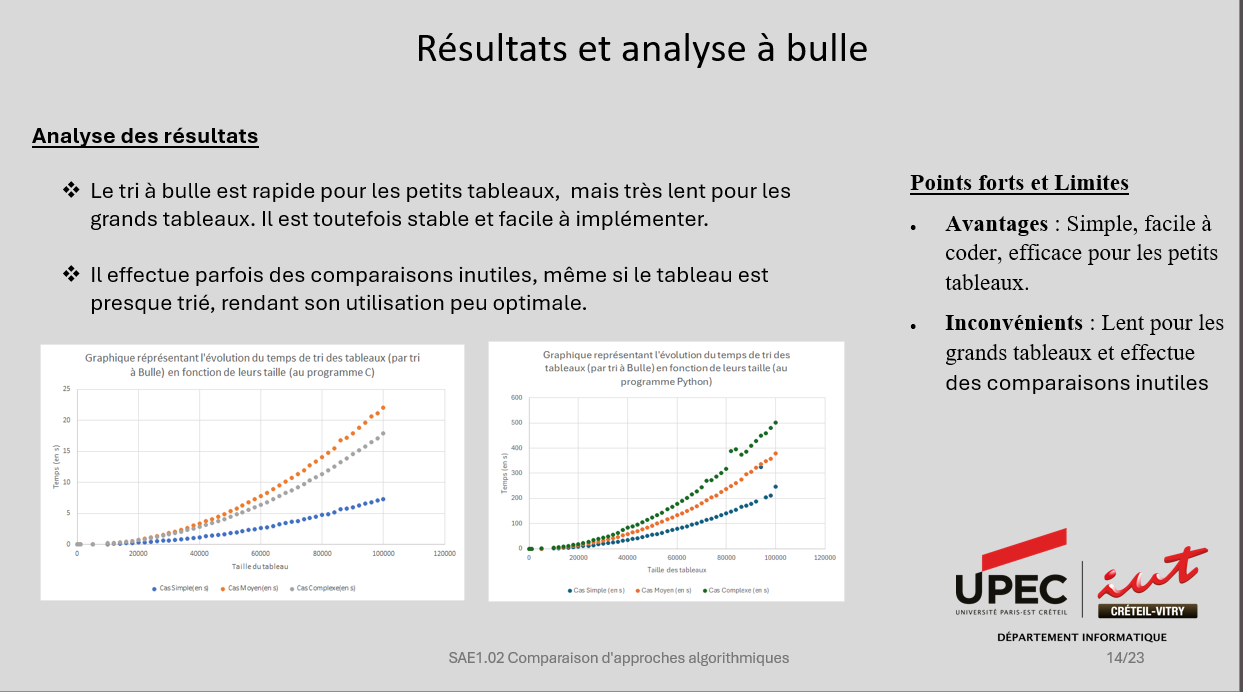 Résultats et analyse à bulle
Analyse des résultats
❖ Le tri à bulle est rapide pour les petits tableaux, mais très lent pour les
grands tableaux. Il est toutefois stable et facile à implémenter.
❖ Il effectue parfois des comparaisons inutiles, même si le tableau est
presque trié, rendant son utilisation peu optimale.
Points forts et Limites
• Avantages : Simple, facile à
coder, efficace pour les petits
tableaux.
• Inconvénients : Lent pour les
grands tableaux et effectue
des comparaisons inutiles
Graphique réprésentant l'évolution du temps de tri des tableaux (par tri
à Bulle) en fonction de leurs taille (au programme C)
25
20
15
10
5
0
Temps (en s)
0 20000 40000 60000 80000 100000 120000
Taille du tableau
Cas Simple(en s) Cas Moyen(en s) Cas Complexe(en s)
Graphique représentant l'évolution du temps de tri des
tableaux (par tri à Bulle) en fonction de leurs taille (au
programme Python)
600
500
400
300
200
100
0
Temps (en s)
0 20000 40000 60000 80000 100000 120000
Taille des tableaux
Cas Simple (en s) Cas Moyen (en s) Cas Complexe (en s)
UPEC
UNIVERSITÉ PARIS-EST CRÉTEIL
iut
CRÉTEIL-VITRY
DÉPARTEMENT INFORMATIQUE
SAE1.02 Comparaison d'approches algorithmiques
14/23